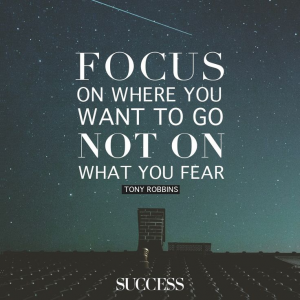 FOCUS
ON WHERE YOU
WANT TO GO
NOT ON
WHAT YOU FEAR
TONY ROBBINS
SUCCESS